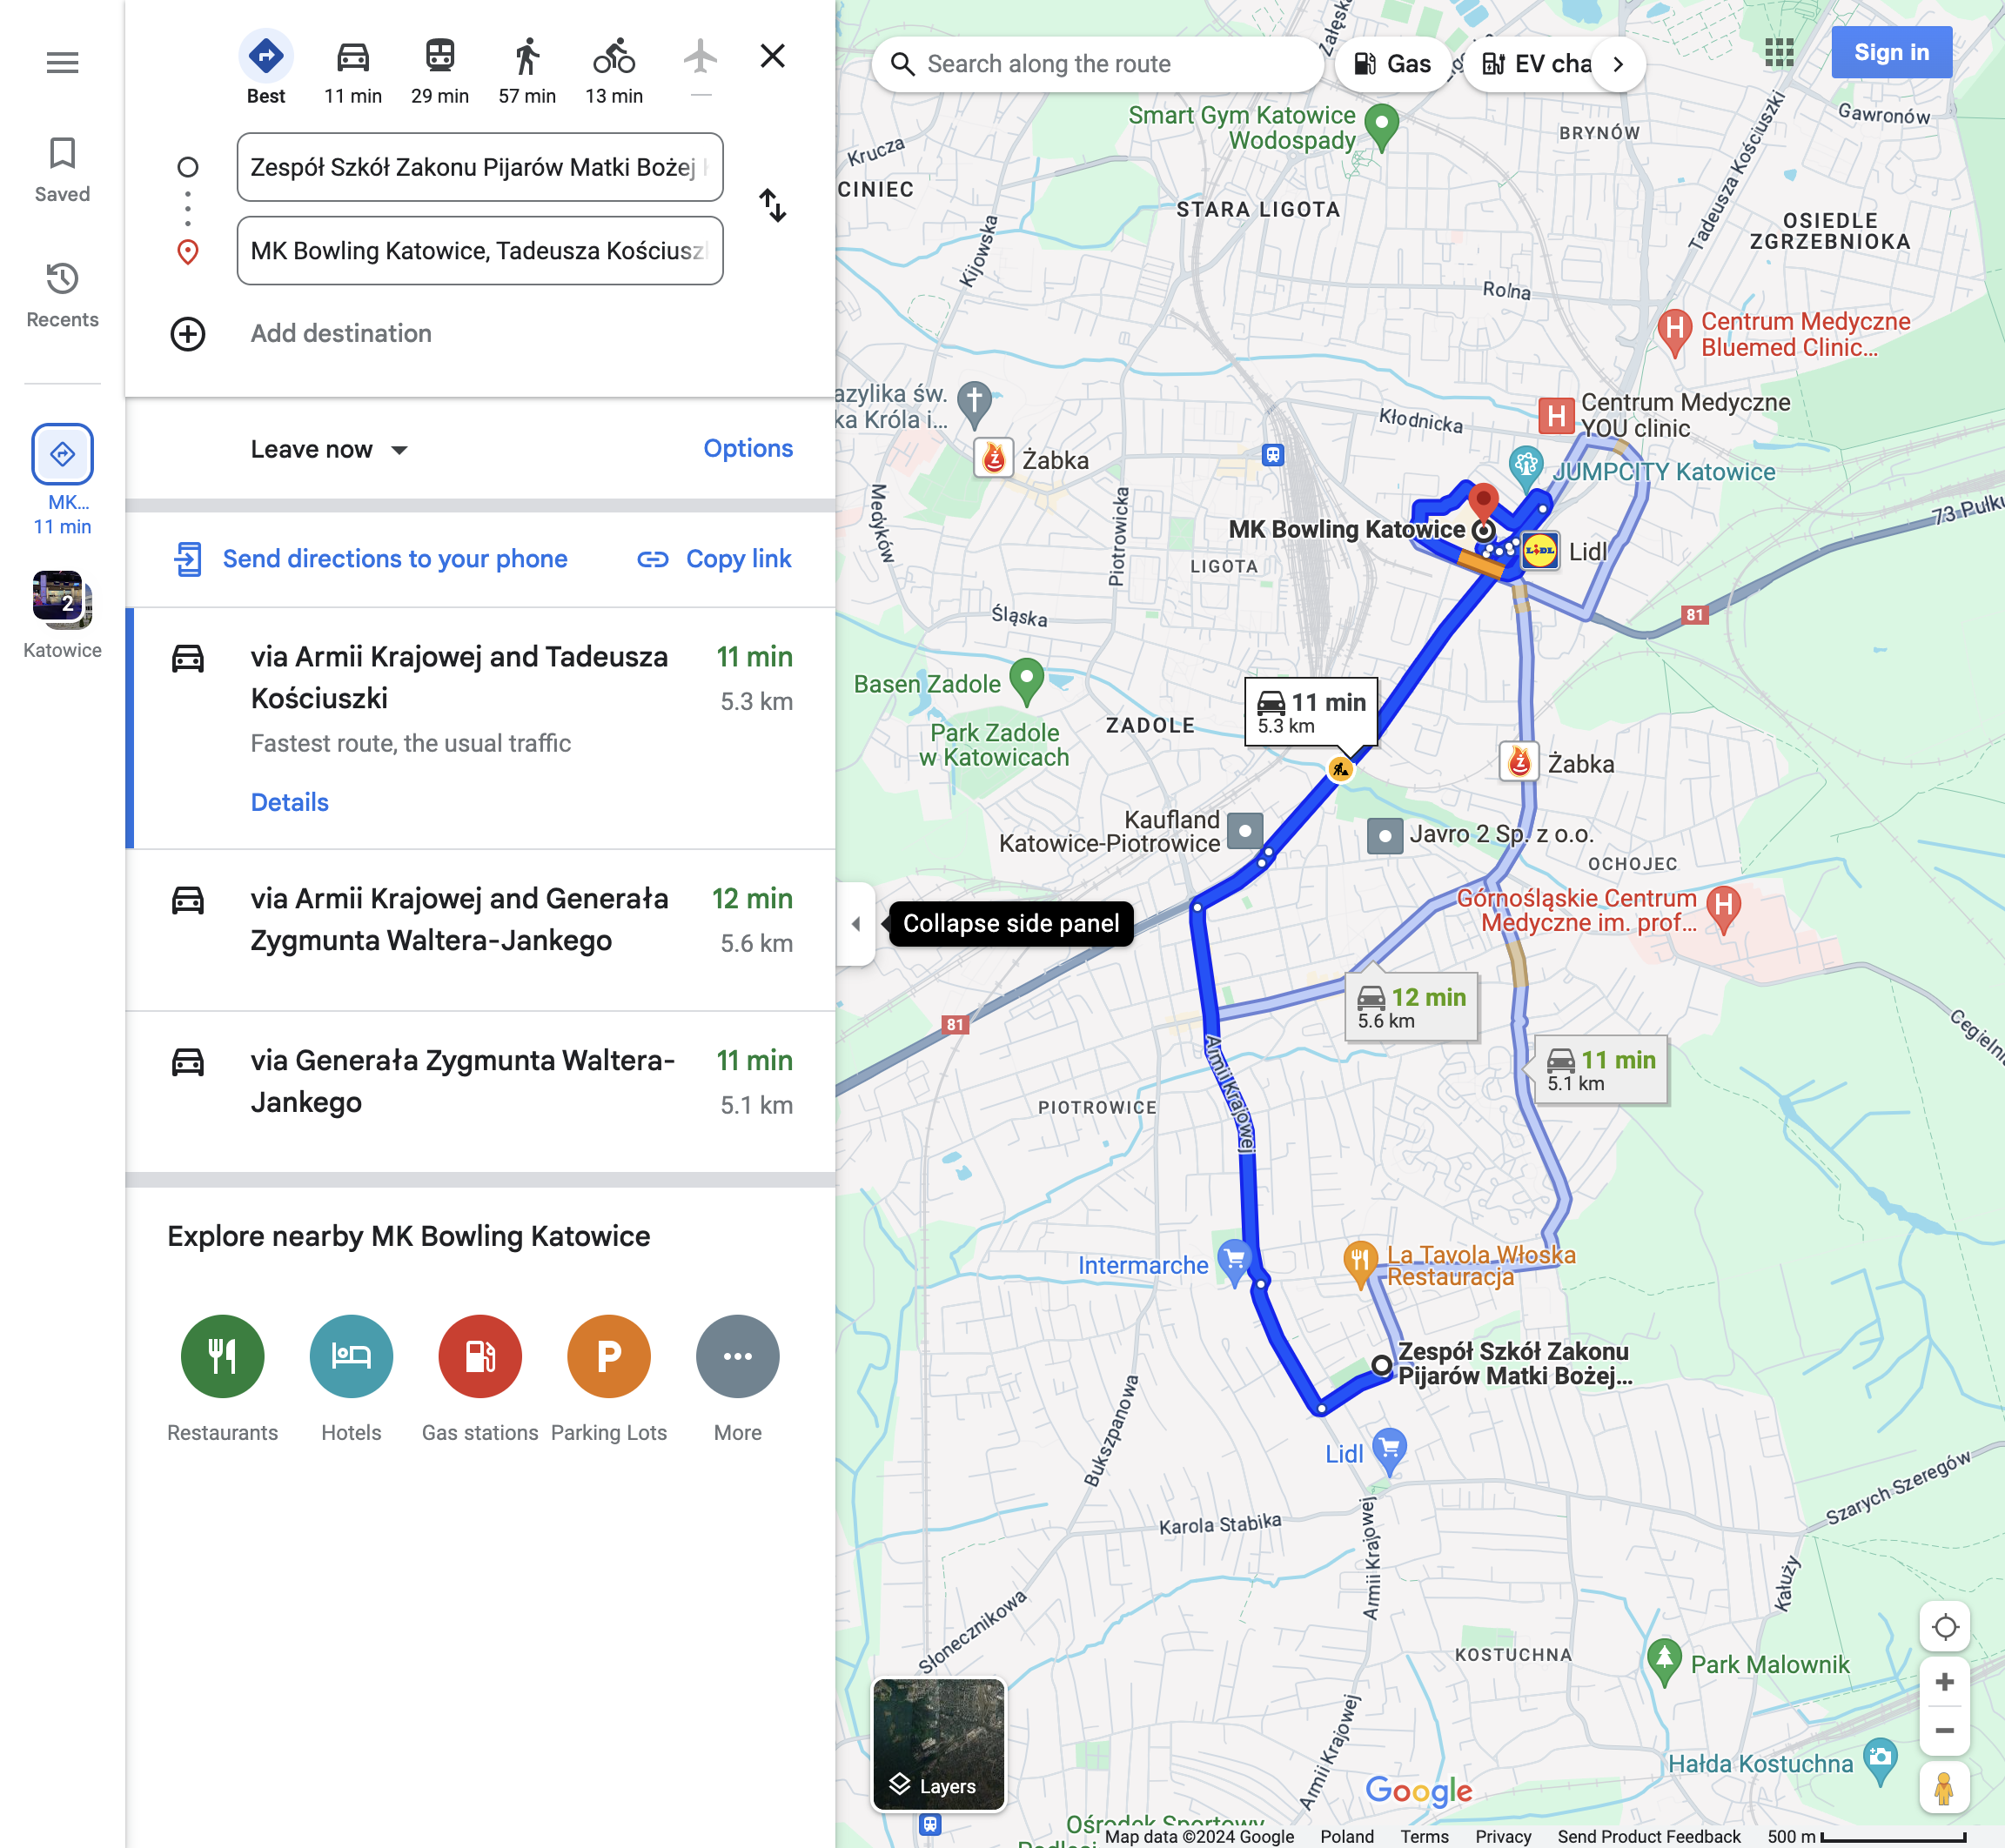 Best
11 min
29 min
57 min
13 min
—
Saved
Recents
MK...
11 min
2
Katowice
Zespół Szkół Zakonu Pijarów Matki Bożej
MK Bowling Katowice, Tadeusza Kościusz
Add destination
Leave now
Options
Send directions to your phone
Copy link
via Armii Krajowej and Tadeusza
Kościuszki
11 min
5.3 km
Fastest route, the usual traffic
Details
via Armii Krajowej and Generała
Zygmunta Waltera-Jankego
12 min
5.6 km
via Generała Zygmunta Waltera-
Jankego
11 min
5.1 km
Explore nearby MK Bowling Katowice
Restaurants
Hotels
Gas stations
P
Parking Lots
More
Search along the route
Gas
EV cha
Sign in
Collapse side panel
Załęska
Smart Gym Katowice
Wodospady
BRYNÓW
Gawronów
Tadeusza Kościuszki
Krucza
CINIEC
STARA LIGOTA
OSIEDLE
ZGRZEBNIOKA
Kijowska
Rolna
H
Centrum Medyczne
Bluemed Clinic...
azylika św.
ka Króla i...
Żabka
Kłodnicka
H
Centrum Medyczne
YOU clinic
JUMPCITY Katowice
Medyków
Piotrowicka
MK Bowling Katowice
LIDL
Lidl
73 Pułku
LIGOTA
81
Śląska
Basen Zadole
Park Zadole
w Katowicach
ZADOLE
11 min
5.3 km
Żabka
Kaufland
Katowice-Piotrowice
Javro 2 Sp. z o.o.
OCHOJEC
Górnośląskie Centrum
Medyczne im. prof...
H
12 min
5.6 km
81
Armii Krajowej
11 min
5.1 km
Cegielnia
PIOTROWICE
Intermarche
La Tavola Włoska
Restauracja
Zespół Szkół Zakonu
Pijarów Matki Bożej...
Bukszpanowa
Lidl
Karola Stabika
Armii Krajowej
Szarych Szeregów
Kałuży
Słonecznikowa
KOSTUCHNA
Park Malownik
Armii Krajowej
Hałda Kostuchna
Layers
Google
Ośrodek Sportowy
Map data ©2024 Google
Poland
Terms
Privacy
Send Product Feedback
500 m